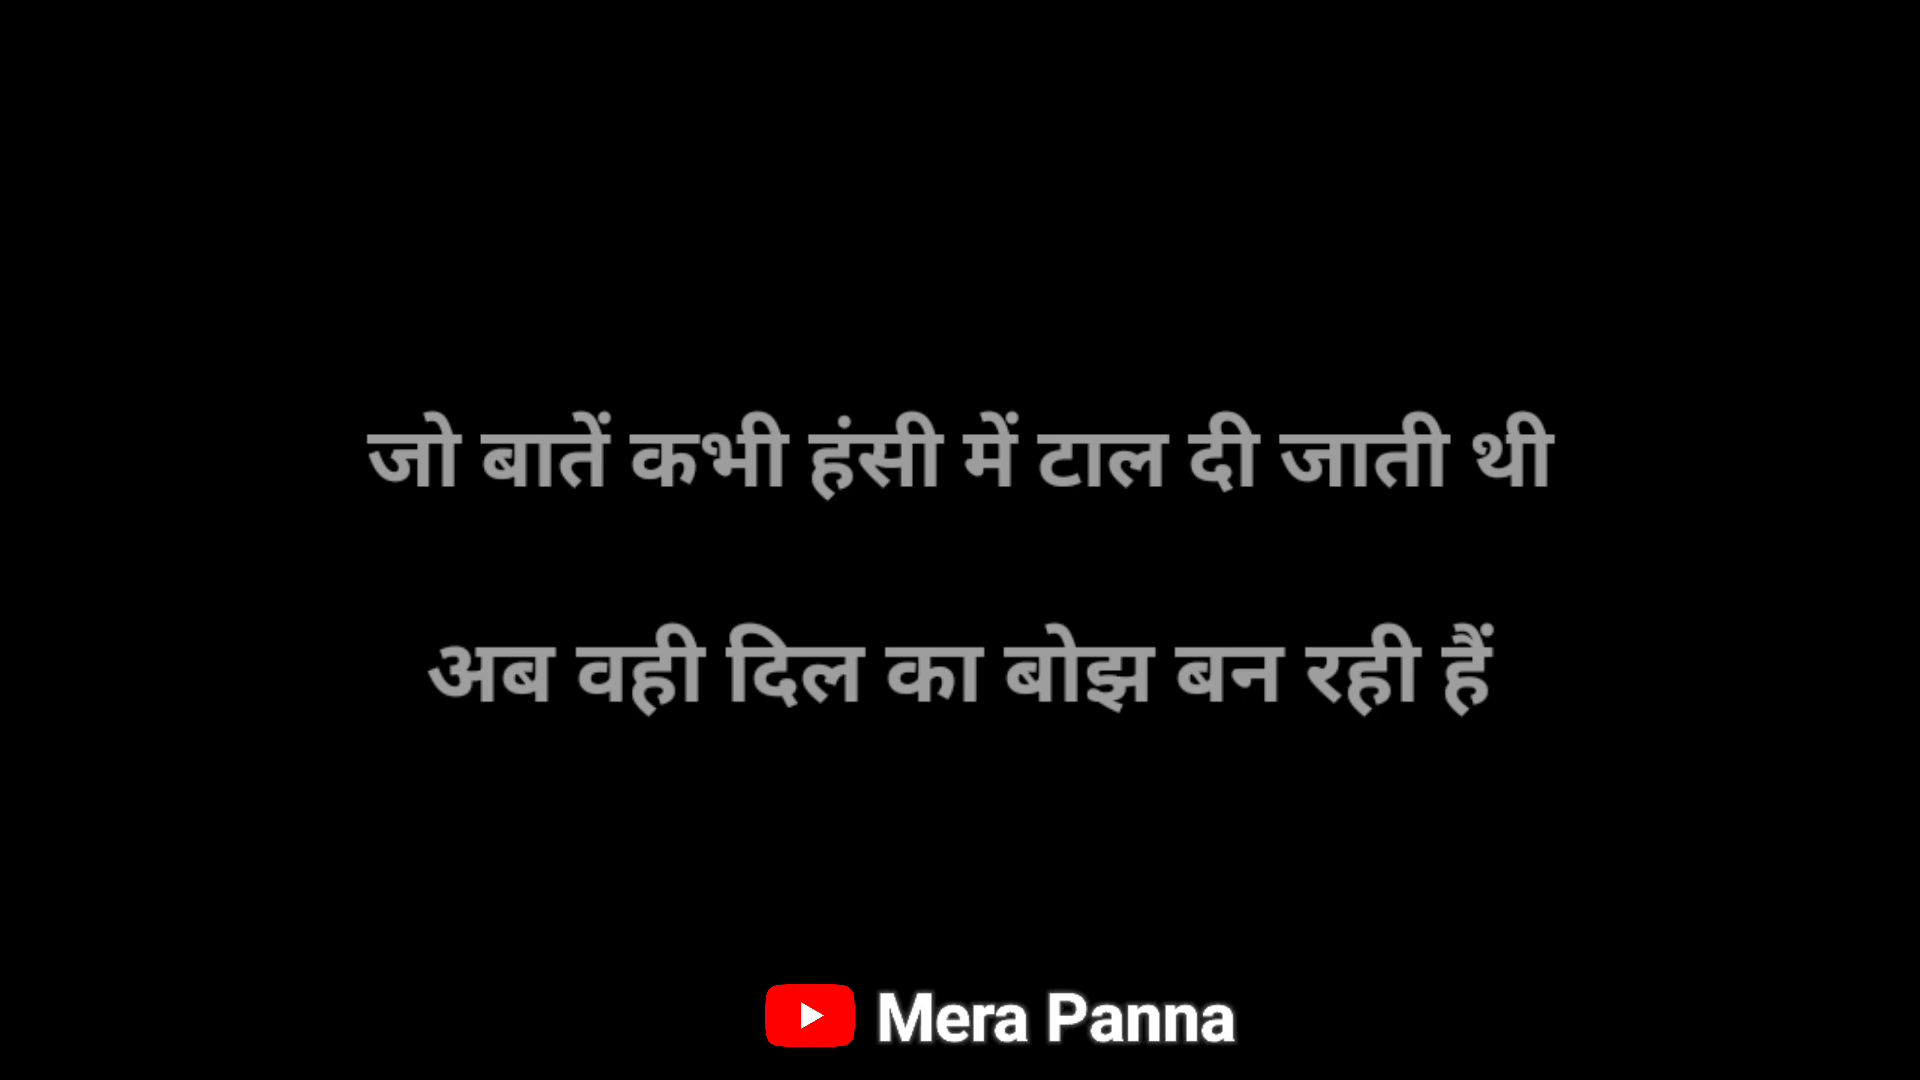 जो बातें कभी हंसी में टाल दी जाती थी
अब वही दिल का बोझ बन रही हैं
Mera Panna